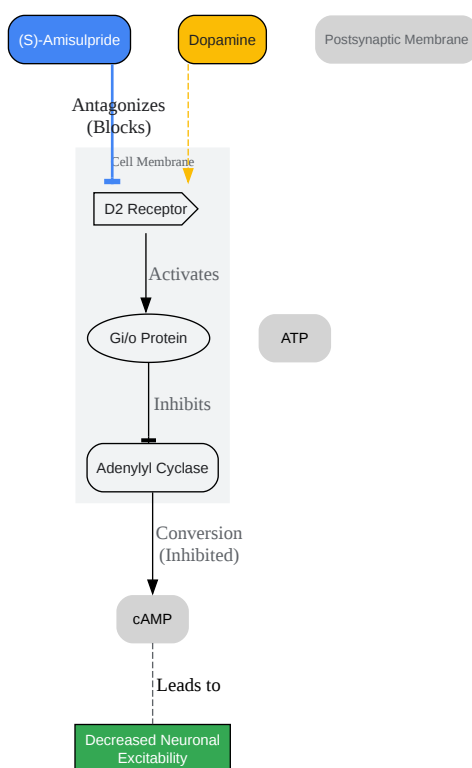 (S)-Amisulpride
Dopamine
Postsynaptic Membrane
Antagonizes
(Blocks)
Cell Membrane
D2 Receptor
Activates
Gi/o Protein
ATP
Inhibits
Adenylyl Cyclase
Conversion
(Inhibited)
cAMP
Leads to
Decreased Neuronal
Excitability